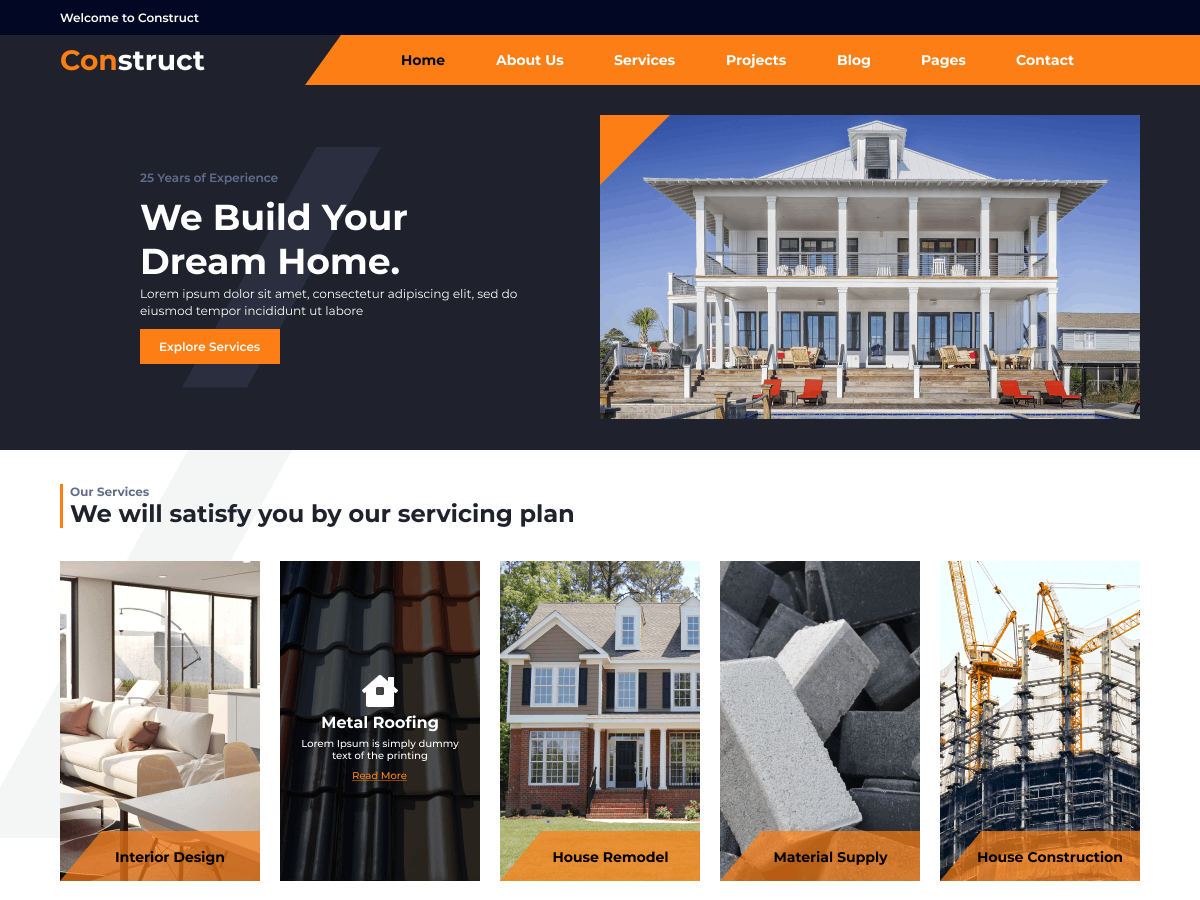 Welcome to Construct
Construct
Home About Us Services Projects Blog Pages Contact
25 Years of Experience
We Build Your
Dream Home.
Lorem ipsum dolor sit amet, consectetur adipiscing elit, sed do
eiusmod tempor incididunt ut labore
Explore Services
Our Services
We will satisfy you by our servicing plan
Metal Roofing
Lorem Ipsum is simply dummy
text of the printing
Read More
Interior Design
House Remodel
Material Supply
House Construction